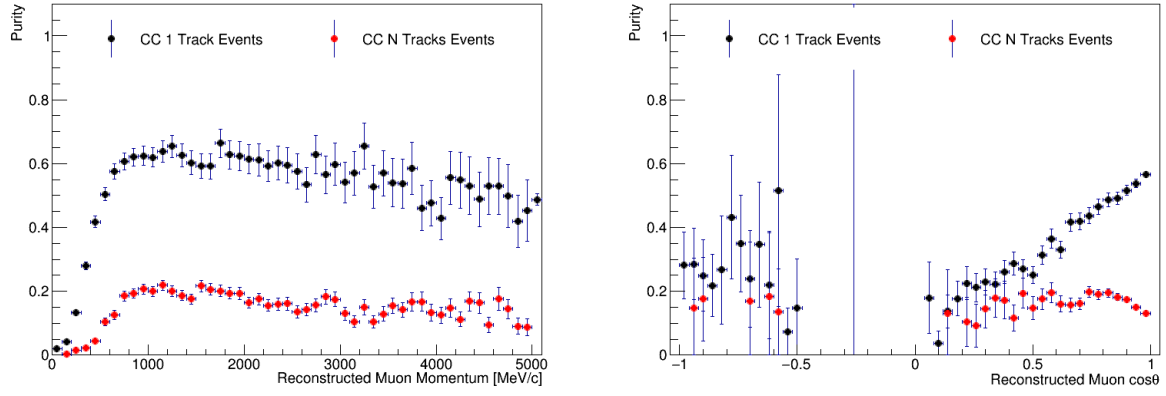 Purity
CC 1 Track Events
CC N Tracks Events
1
0.8
0.6
0.4
0.2
0
0 1000 2000 3000 4000 5000
Reconstructed Muon Momentum [MeV/c]
Purity
CC 1 Track Events
CC N Tracks Events
1
0.8
0.6
0.4
0.2
0
−1 −0.5 0 0.5 1
Reconstructed Muon cosθ